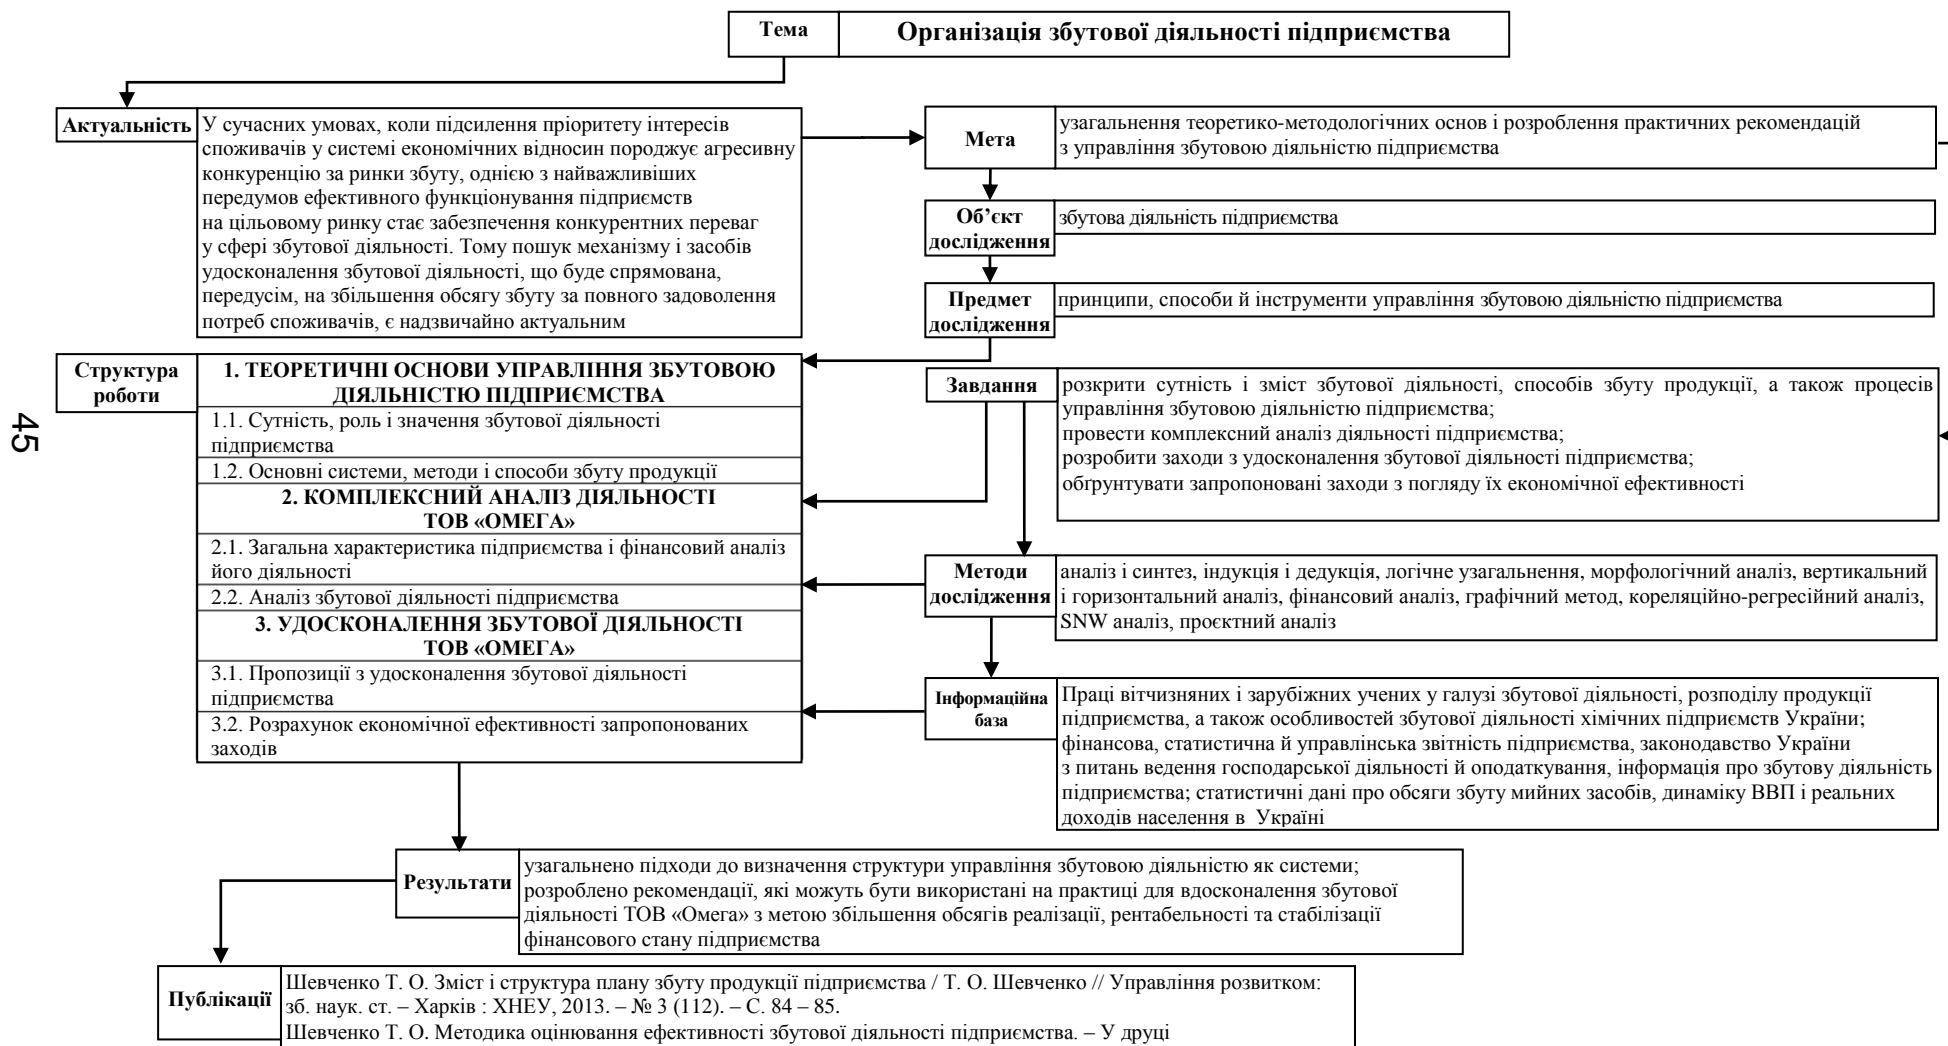 Тема
Організація збутової діяльності підприємства
Актуальність
У сучасних умовах, коли підсилення пріоритету інтересів
споживачів у системі економічних відносин породжує агресивну
конкуренцію за ринки збуту, однією з найважливіших
передумов ефективного функціонування підприємств
на цільовому ринку стає забезпечення конкурентних переваг
у сфері збутової діяльності. Тому пошук механізму і засобів
удосконалення збутової діяльності, що буде спрямована,
передусім, на збільшення обсягу збуту за повного задоволення
потреб споживачів, є надзвичайно актуальним
Мета
узагальнення теоретико-методологічних основ і розроблення практичних рекомендацій
з управління збутовою діяльністю підприємства
Об’єкт
дослідження
збутова діяльність підприємства
Предмет
дослідження
принципи, способи й інструменти управління збутовою діяльністю підприємства
Структура
роботи
1. ТЕОРЕТИЧНІ ОСНОВИ УПРАВЛІННЯ ЗБУТОВОЮ
ДІЯЛЬНІСТЮ ПІДПРИЄМСТВА
1.1. Сутність, роль і значення збутової діяльності
підприємства
1.2. Основні системи, методи і способи збуту продукції
2. КОМПЛЕКСНИЙ АНАЛІЗ ДІЯЛЬНОСТІ
ТОВ «ОМЕГА»
2.1. Загальна характеристика підприємства і фінансовий аналіз
його діяльності
2.2. Аналіз збутової діяльності підприємства
3. УДОСКОНАЛЕННЯ ЗБУТОВОЇ ДІЯЛЬНОСТІ
ТОВ «ОМЕГА»
3.1. Пропозиції з удосконалення збутової діяльності
підприємства
3.2. Розрахунок економічної ефективності запропонованих
заходів
Завдання
розкрити сутність і зміст збутової діяльності, способів збуту продукції, а також процесів
управління збутовою діяльністю підприємства;
провести комплексний аналіз діяльності підприємства;
розробити заходи з удосконалення збутової діяльності підприємства;
обґрунтувати запропоновані заходи з погляду їх економічної ефективності
Методи
дослідження
аналіз і синтез, індукція і дедукція, логічне узагальнення, морфологічний аналіз, вертикальний
і горизонтальний аналіз, фінансовий аналіз, графічний метод, кореляційно-регресійний аналіз,
SNW аналіз, проєктний аналіз
Інформаційна
база
Праці вітчизняних і зарубіжних учених у галузі збутової діяльності, розподілу продукції
підприємства, а також особливостей збутової діяльності хімічних підприємств України;
фінансова, статистична й управлінська звітність підприємства, законодавство України
з питань ведення господарської діяльності й оподаткування, інформація про збутову діяльність
підприємства; статистичні дані про обсяги збуту мийних засобів, динаміку ВВП і реальних
доходів населення в Україні
Результати
узагальнено підходи до визначення структури управління збутовою діяльністю як системи;
розроблено рекомендації, які можуть бути використані на практиці для вдосконалення збутової
діяльності ТОВ «Омега» з метою збільшення обсягів реалізації, рентабельності та стабілізації
фінансового стану підприємства
Публікації
Шевченко Т. О. Зміст і структура плану збуту продукції підприємства / Т. О. Шевченко // Управління розвитком:
зб. наук. ст. – Харків : ХНЕУ, 2013. – № 3 (112). – С. 84 – 85.
Шевченко Т. О. Методика оцінювання ефективності збутової діяльності підприємства. – У друці
45